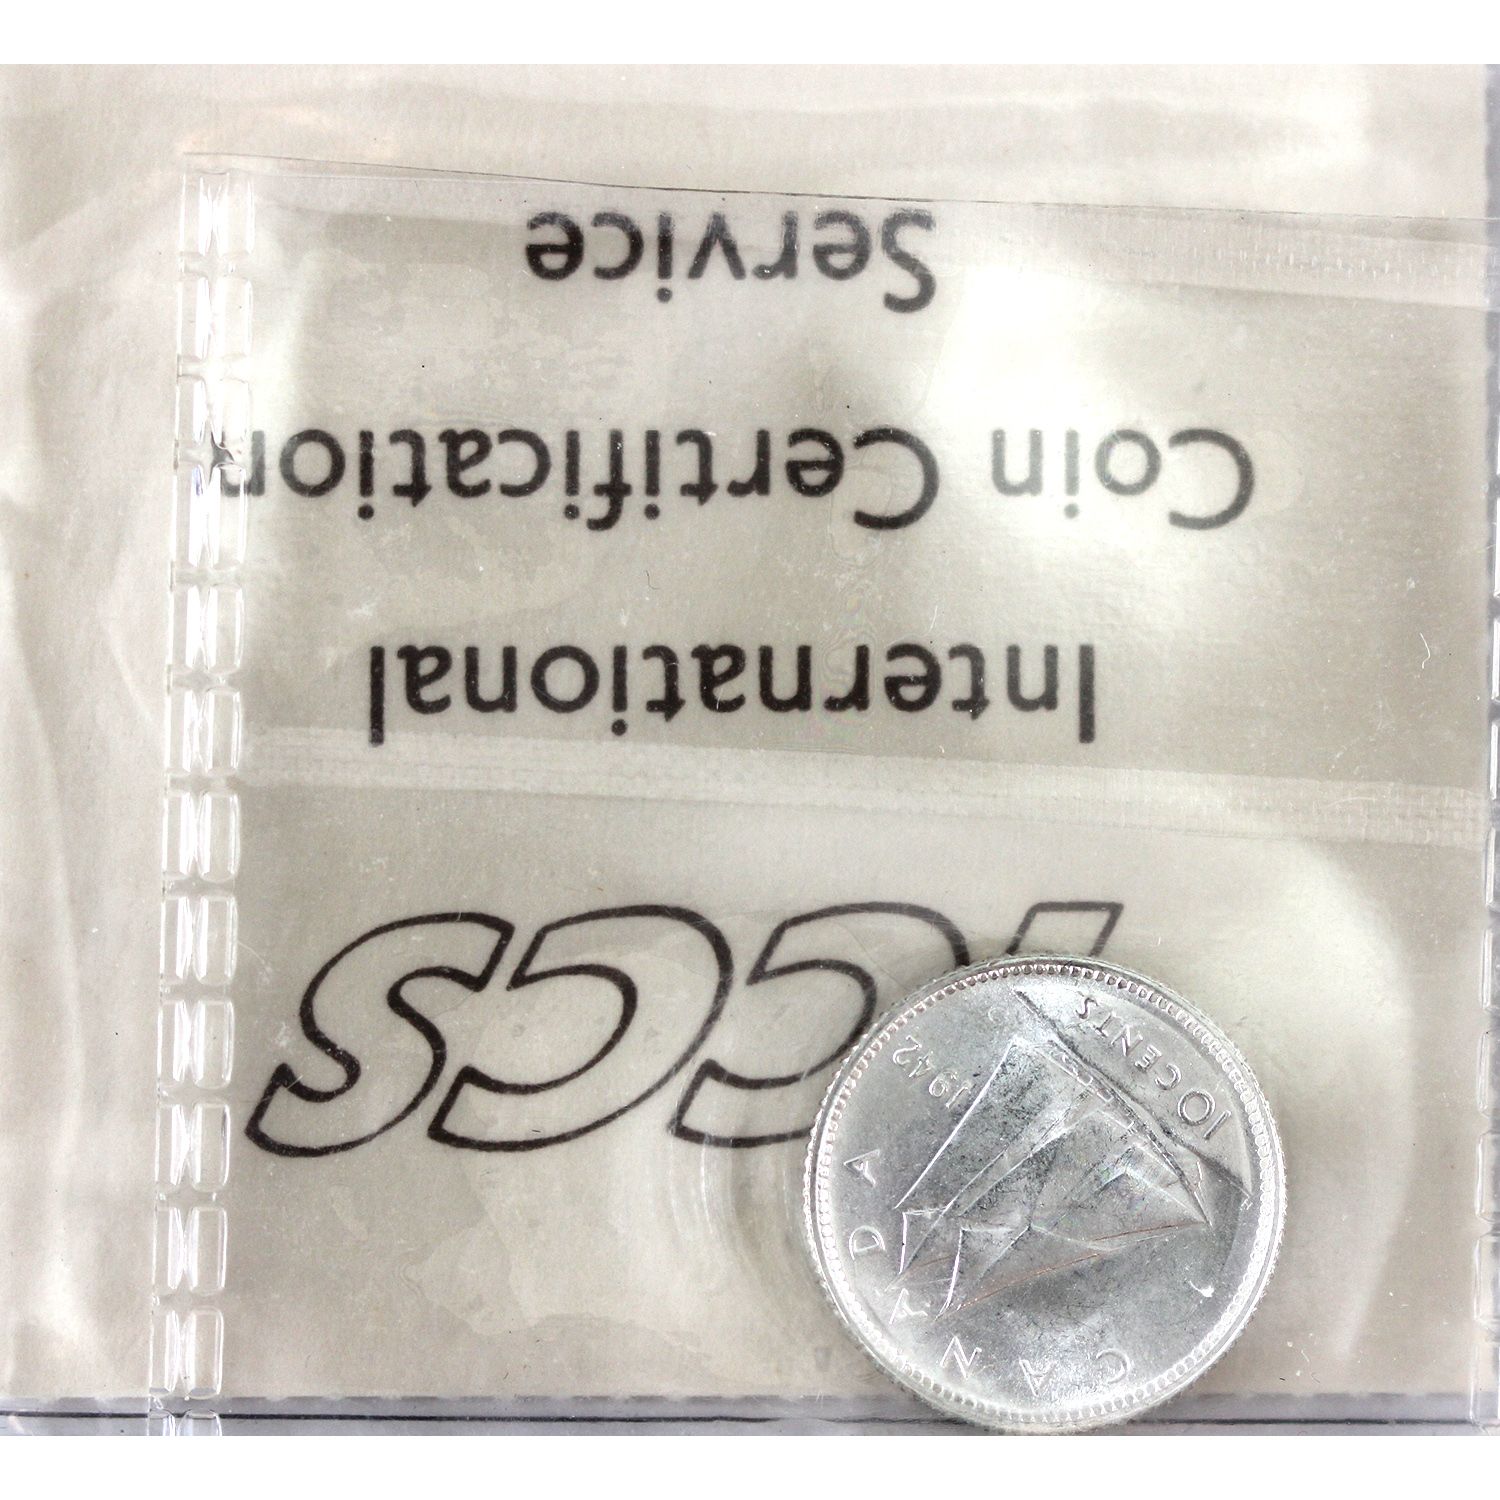 ICCS
International
Coin Certification
Service
CANADA
1942
10 CENTS